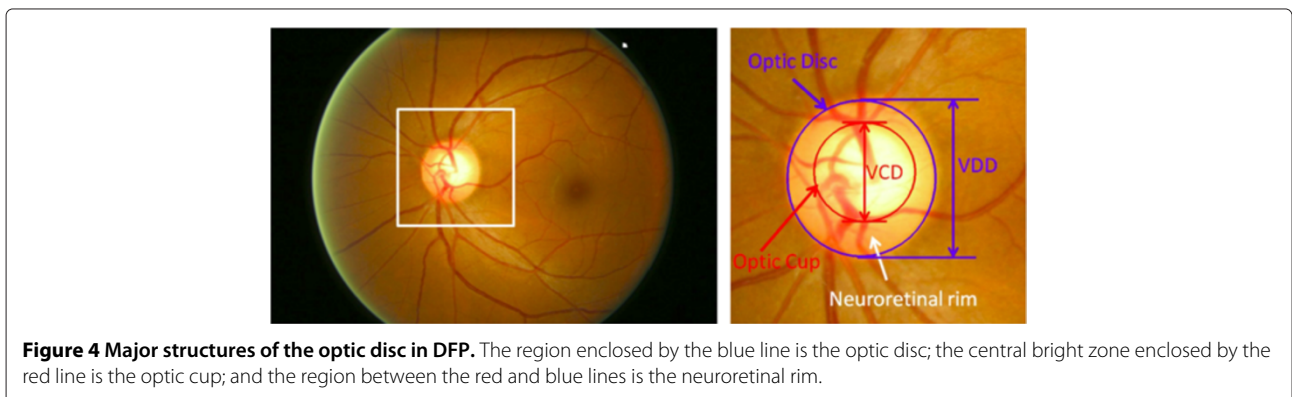 Optic Disc
VCD
VDD
Optic Cup
Neuroretinal rim
Figure 4 Major structures of the optic disc in DFP. The region enclosed by the blue line is the optic disc; the central bright zone enclosed by the
red line is the optic cup; and the region between the red and blue lines is the neuroretinal rim.